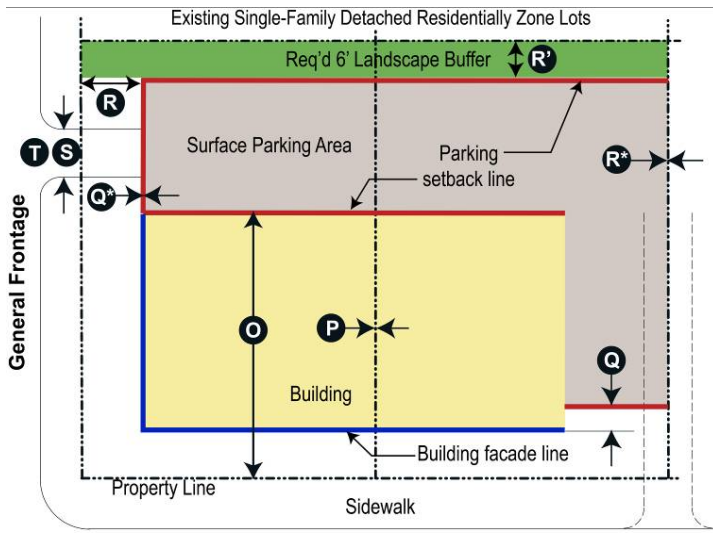 Existing Single-Family Detached Residentially Zone Lots
Req'd 6' Landscape Buffer
R'
R
Surface Parking Area
Parking
setback line
T
S
R*
Q*
General Frontage
O
P
Q
Building
Building facade line
Property Line
Sidewalk